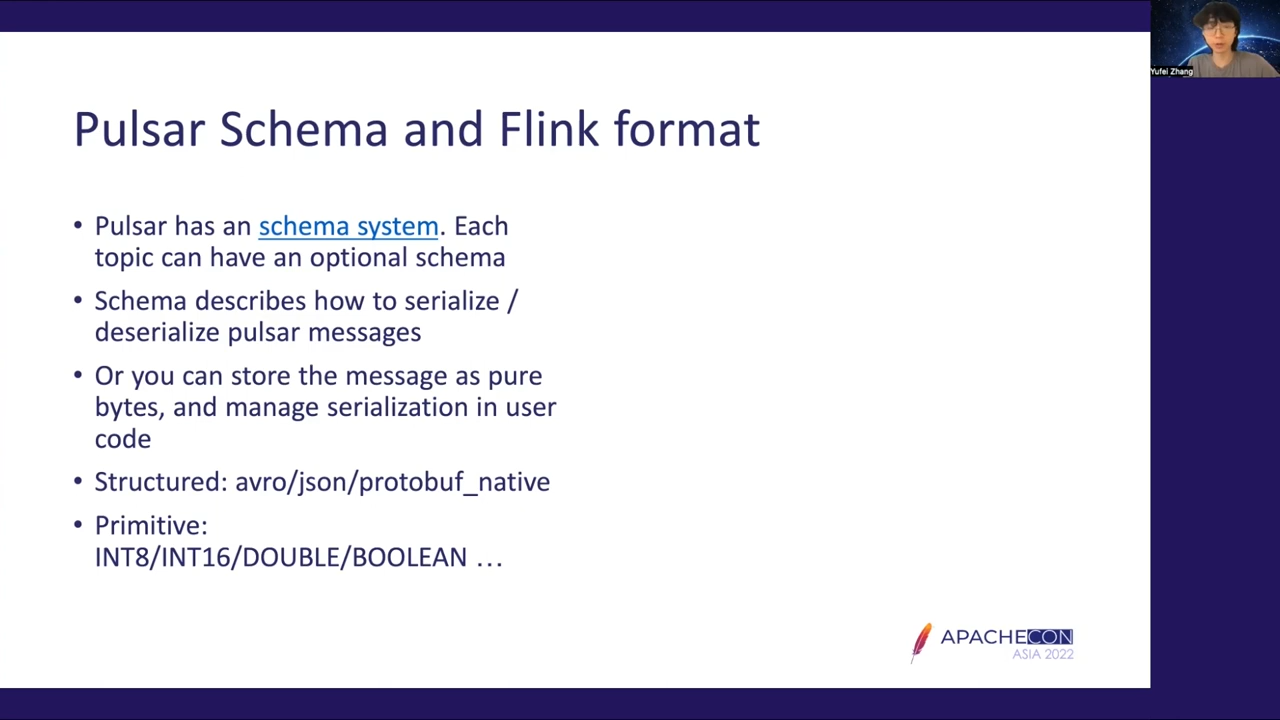 Yufei Zhang
Pulsar Schema and Flink format
• Pulsar has an schema system. Each
topic can have an optional schema
• Schema describes how to serialize /
deserialize pulsar messages
• Or you can store the message as pure
bytes, and manage serialization in user
code
• Structured: avro/json/protobuf_native
• Primitive:
INT8/INT16/DOUBLE/BOOLEAN …
APACHECON
ASIA 2022